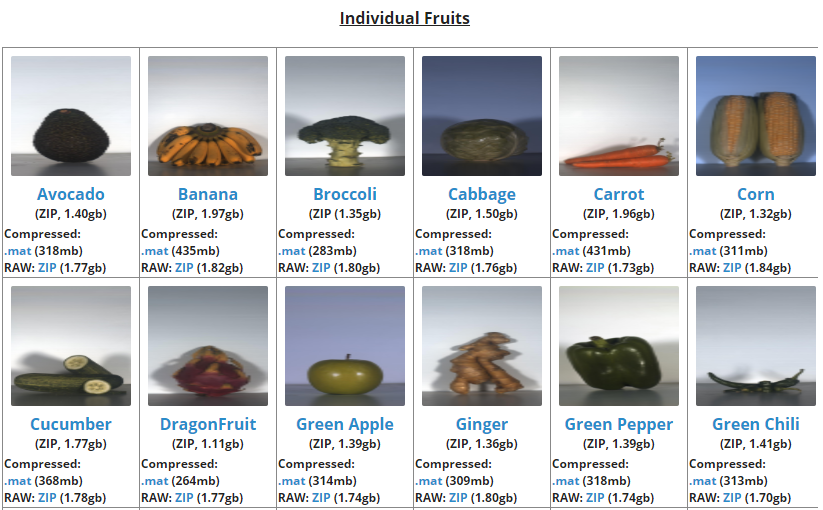 Individual Fruits
Avocado
(ZIP, 1.40gb)
Compressed:
.mat (318mb)
RAW: ZIP (1.77gb)
Banana
(ZIP, 1.97gb)
Compressed:
.mat (435mb)
RAW: ZIP (1.82gb)
Broccoli
(ZIP (1.35gb)
Compressed:
.mat (283mb)
RAW: ZIP (1.80gb)
Cabbage
(ZIP, 1.50gb)
Compressed:
.mat (318mb)
RAW: ZIP (1.76gb)
Carrot
(ZIP, 1.96gb)
Compressed:
.mat (431mb)
RAW: ZIP (1.73gb)
Corn
(ZIP, 1.32gb)
Compressed:
.mat (311mb)
RAW: ZIP (1.84gb)
Cucumber
(ZIP, 1.77gb)
Compressed:
.mat (368mb)
RAW: ZIP (1.78gb)
DragonFruit
(ZIP, 1.11gb)
Compressed:
.mat (264mb)
RAW: ZIP (1.77gb)
Green Apple
(ZIP, 1.39gb)
Compressed:
.mat (314mb)
RAW: ZIP (1.74gb)
Ginger
(ZIP, 1.36gb)
Compressed:
.mat (309mb)
RAW: ZIP (1.80gb)
Green Pepper
(ZIP, 1.39gb)
Compressed:
.mat (318mb)
RAW: ZIP (1.74gb)
Green Chili
(ZIP, 1.41gb)
Compressed:
.mat (313mb)
RAW: ZIP (1.70gb)